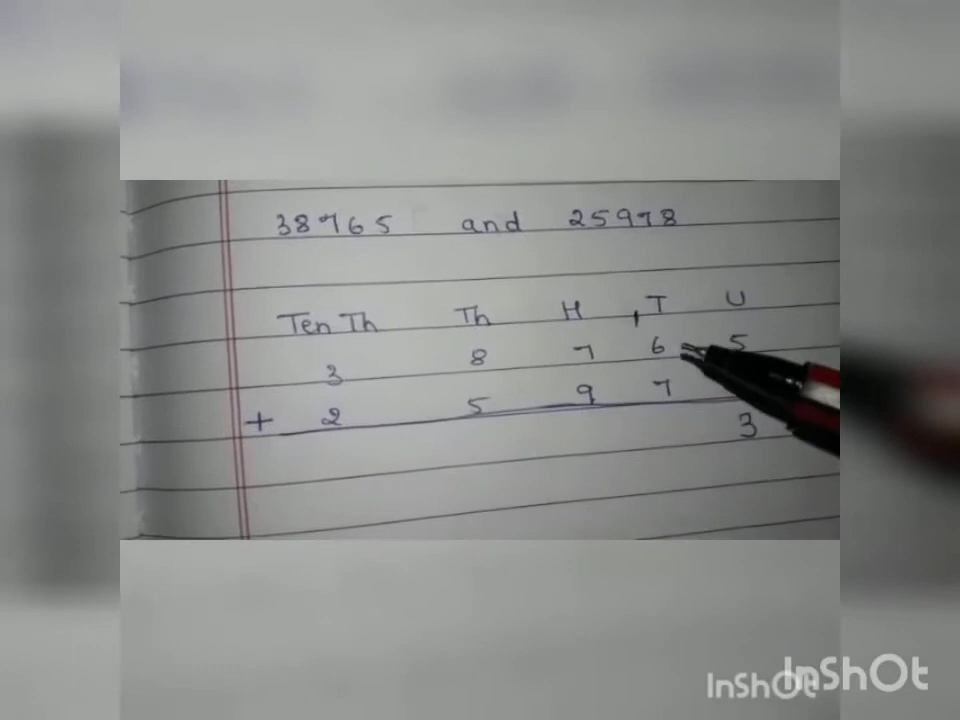 38765 and 25978
Ten Th Th H T U
3 8 7 6 5
+ 2 5 9 7
3
InShOt
InShOt